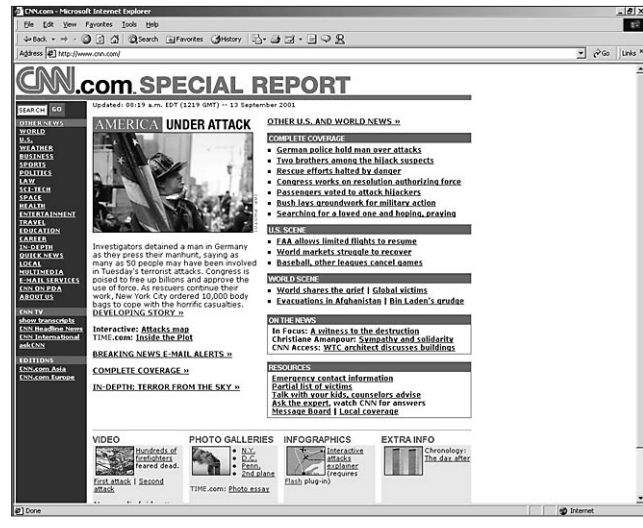 CNN.com - Microsoft Internet Explorer
File Edit View Favorites Tools Help
Back Search Favorites History
Address http://www.cnn.com/ Go Links »
CNN.com. SPECIAL REPORT
Updated: 08:19 a.m. EDT (1219 GMT) -- 13 September 2001
SEARCH GO
OTHER NEWS
WORLD
U.S.
WEATHER
BUSINESS
SPORTS
POLITICS
LAW
SCI-TECH
SPACE
HEALTH
ENTERTAINMENT
TRAVEL
EDUCATION
CAREER
IN-DEPTH
QUICK NEWS
LOCAL
MULTIMEDIA
E-MAIL SERVICES
CNN ON PDA
ABOUT US
CNN TV
show transcripts
CNN Headline News
CNN International
askCNN
EDITIONS
CNN.com Asia
CNN.com Europe
AMERICA UNDER ATTACK
Investigators detained a man in Germany
as they press their manhunt, saying as
many as 50 people may have been involved
in Tuesday's terrorist attacks. Congress is
poised to free up billions and approve the
use of force. As rescuers continue their
work, New York City ordered 10,000 body
bags to cope with the horrific casualties.
DEVELOPING STORY »
Interactive: Attacks map
TIME.com: Inside the Plot
BREAKING NEWS E-MAIL ALERTS »
COMPLETE COVERAGE »
IN-DEPTH: TERROR FROM THE SKY »
OTHER U.S. AND WORLD NEWS »
COMPLETE COVERAGE
German police hold man over attacks
Two brothers among the hijack suspects
Rescue efforts halted by danger
Congress works on resolution authorizing force
Passengers voted to attack hijackers
Bush lays groundwork for military action
Searching for a loved one and hoping, praying
U.S. SCENE
FAA allows limited flights to resume
World markets struggle to recover
Baseball, other leagues cancel games
WORLD SCENE
World shares the grief | Global victims
Evacuations in Afghanistan | Bin Laden's grudge
ON THE NEWS
In Focus: A witness to the destruction
Christiane Amanpour: Sympathy and solidarity
CNN Access: WTC architect discusses buildings
RESOURCES
Emergency contact information
Partial list of victims
Talk with your kids, counselors advise
Ask the expert, watch CNN for answers
Message Board | Local coverage
VIDEO
Hundreds of
firefighters
feared dead.
First attack | Second
attack
PHOTO GALLERIES
N.Y.
D.C.
Penn.
2nd plane
TIME.com: Photo essay
INFOGRAPHICS
Interactive
attacks
explainer
(requires
Flash plug-in)
EXTRA INFO
Chronology:
The day after
Done Internet